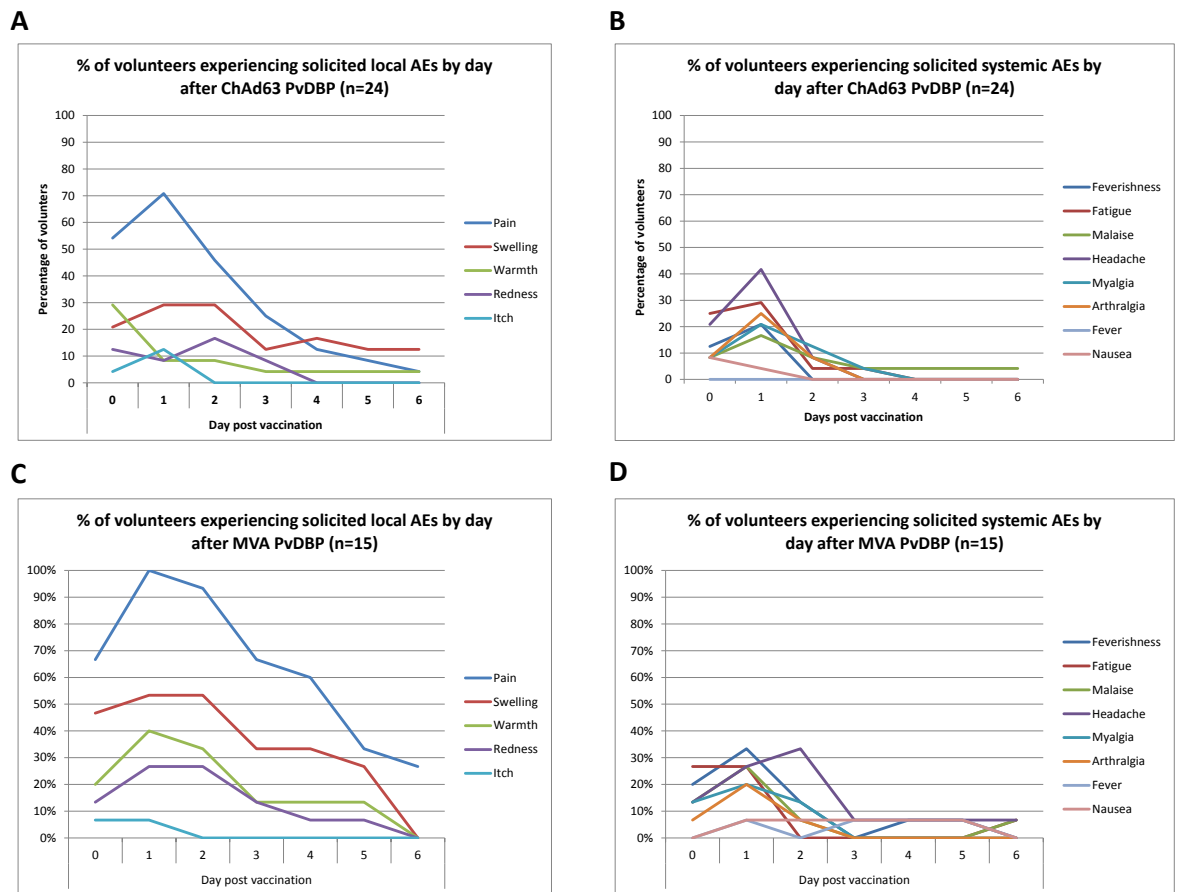 A
% of volunteers experiencing solicited local AEs by day
after ChAd63 PvDBP (n=24)
Percentage of volunteers
100
90
80
70
60
50
40
30
20
10
0
0 1 2 3 4 5 6
Day post vaccination
Pain
Swelling
Warmth
Redness
Itch
B
% of volunteers experiencing solicited systemic AEs by
day after ChAd63 PvDBP (n=24)
Percentage of volunters
100
90
80
70
60
50
40
30
20
10
0
0 1 2 3 4 5 6
Days post vaccination
Feverishness
Fatigue
Malaise
Headache
Myalgia
Arthralgia
Fever
Nausea
C
% of volunteers experiencing solicited local AEs by day
after MVA PvDBP (n=15)
100%
90%
80%
70%
60%
50%
40%
30%
20%
10%
0%
0 1 2 3 4 5 6
Day post vaccination
Pain
Swelling
Warmth
Redness
Itch
D
% of volunteers experiencing solicited systemic AEs by
day after MVA PvDBP (n=15)
100%
90%
80%
70%
60%
50%
40%
30%
20%
10%
0%
0 1 2 3 4 5 6
Day post vaccination
Feverishness
Fatigue
Malaise
Headache
Myalgia
Arthralgia
Fever
Nausea